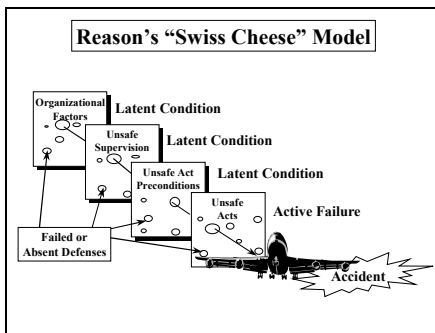 Reason's “Swiss Cheese” Model
Organizational
Factors
Latent Condition
Unsafe
Supervision
Latent Condition
Unsafe Act
Preconditions
Latent Condition
Unsafe
Acts
Active Failure
Failed or
Absent Defenses
Accident